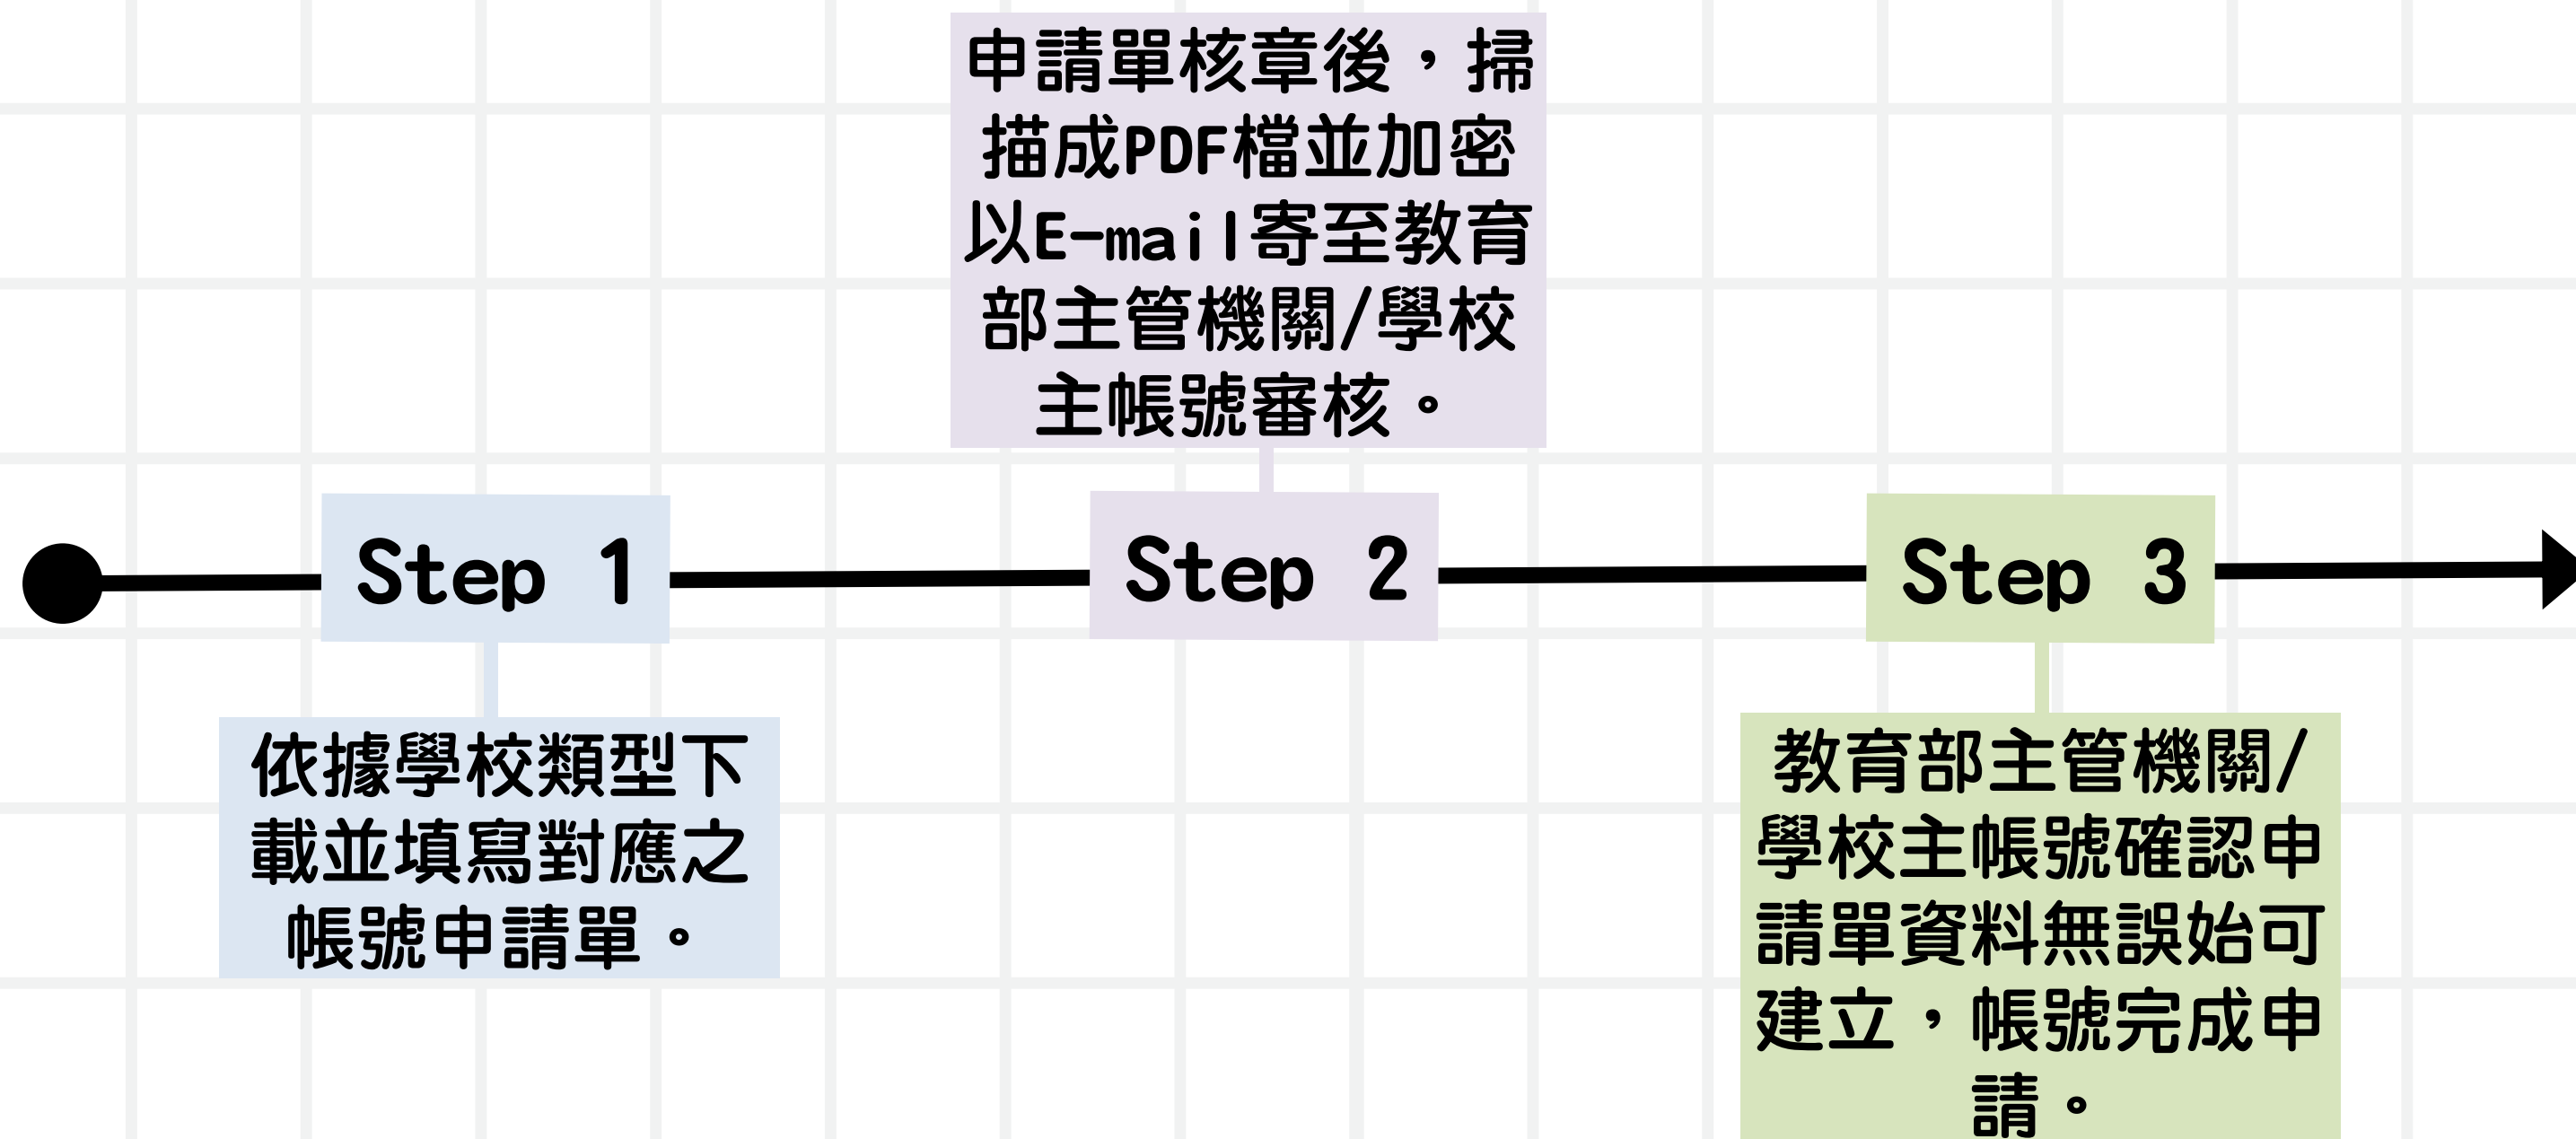 Step 1
依據學校類型下
載並填寫對應之
帳號申請單。
Step 2
申請單核章後，掃
描成PDF檔並加密
以E-mail寄至教育
部主管機關/學校
主帳號審核。
Step 3
教育部主管機關/
學校主帳號確認申
請單資料無誤始可
建立，帳號完成申
請。